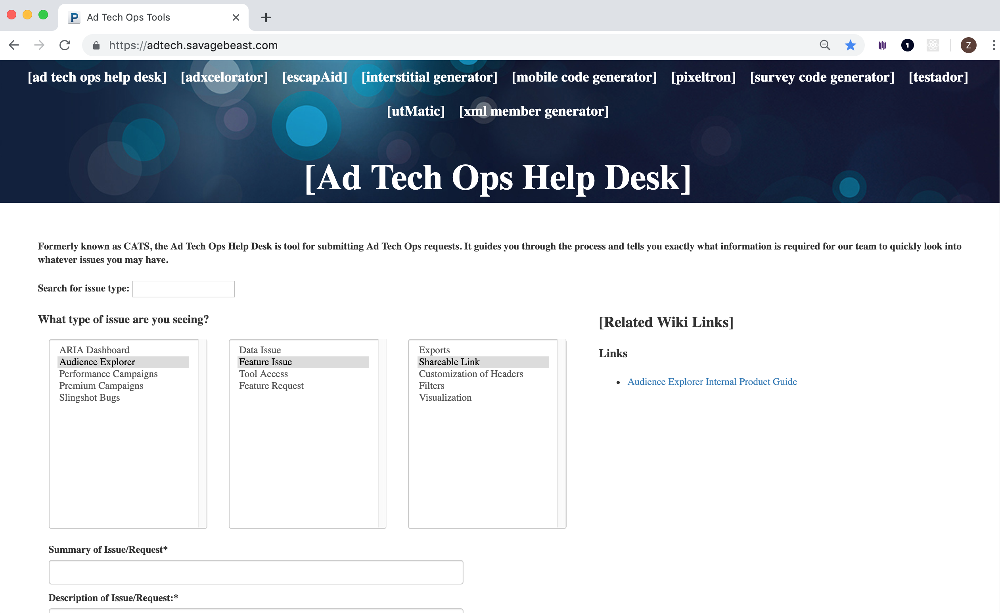 P Ad Tech Ops Tools
https://adtech.savagebeast.com
1
Z
[ad tech ops help desk] [adxcelorator] [escapAid] [interstitial generator] [mobile code generator] [pixeltron] [survey code generator] [testador]
[utMatic] [xml member generator]
[Ad Tech Ops Help Desk]
Formerly known as CATS, the Ad Tech Ops Help Desk is tool for submitting Ad Tech Ops requests. It guides you through the process and tells you exactly what information is required for our team to quickly look into
whatever issues you may have.
Search for issue type:
What type of issue are you seeing?
ARIA Dashboard
Audience Explorer
Performance Campaigns
Premium Campaigns
Slingshot Bugs
Data Issue
Feature Issue
Tool Access
Feature Request
Exports
Shareable Link
Customization of Headers
Filters
Visualization
[Related Wiki Links]
Links
Audience Explorer Internal Product Guide
Summary of Issue/Request*
Description of Issue/Request:*